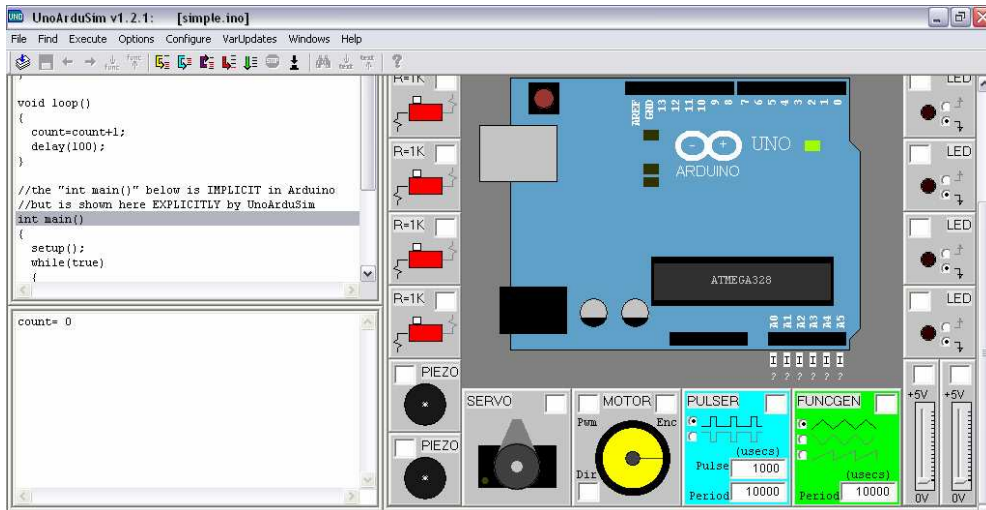 UNO UnoArduSim v1.2.1: [simple.ino]
File Find Execute Options Configure VarUpdates Windows Help
func func text text ?
}
void loop()
{
count=count+1;
delay(100);
}
//the "int main()" below is IMPLICIT in Arduino
//but is shown here EXPLICITLY by UnoArduSim
int main()
{
setup();
while(true)
{
count= 0
R=1K
R=1K
R=1K
R=1K
PIEZO
PIEZO
AREF
GND
13
12
11
10
9
8
7
6
5
4
3
2
1
0
UNO
ARDUINO
ATMEGA328
A0
A1
A2
A3
A4
A5
I I I I I I
? ? ? ? ? ?
SERVO
MOTOR
Pwm Enc
Dir
PULSER
(usecs)
Pulse 1000
Period 10000
FUNCGEN
(usecs)
Period 10000
LED
LED
LED
LED
+5V +5V
0V 0V